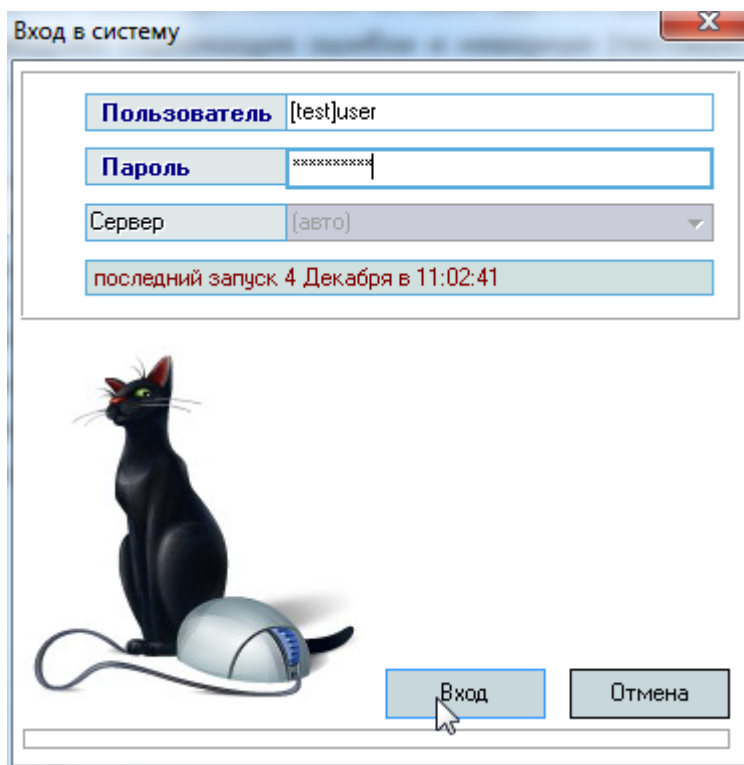 Вход в систему
Пользователь [test]user
Пароль **********
Сервер (авто)
последний запуск 4 Декабря в 11:02:41
Вход Отмена